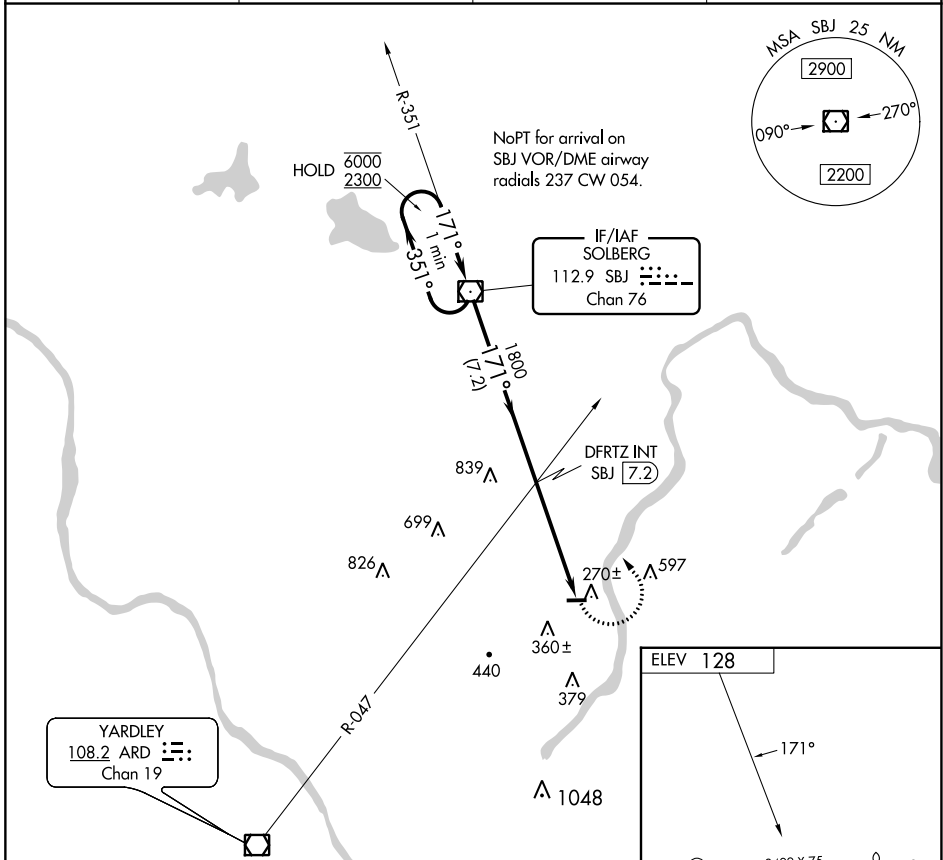 MSA SBJ 25 NM
2900
090°
270°
2200
R-351
NoPT for arrival on
SBJ VOR/DME airway
radials 237 CW 054.
HOLD 6000
2300
171°
1 min
351°
IF/IAF
SOLBERG
112.9 SBJ
Chan 76
1800
171°
(7.2)
DFRTZ INT
SBJ 7.2
839
699
826
270±
597
360±
440
379
R-047
ELEV 128
171°
YARDLEY
108.2 ARD
Chan 19
1048